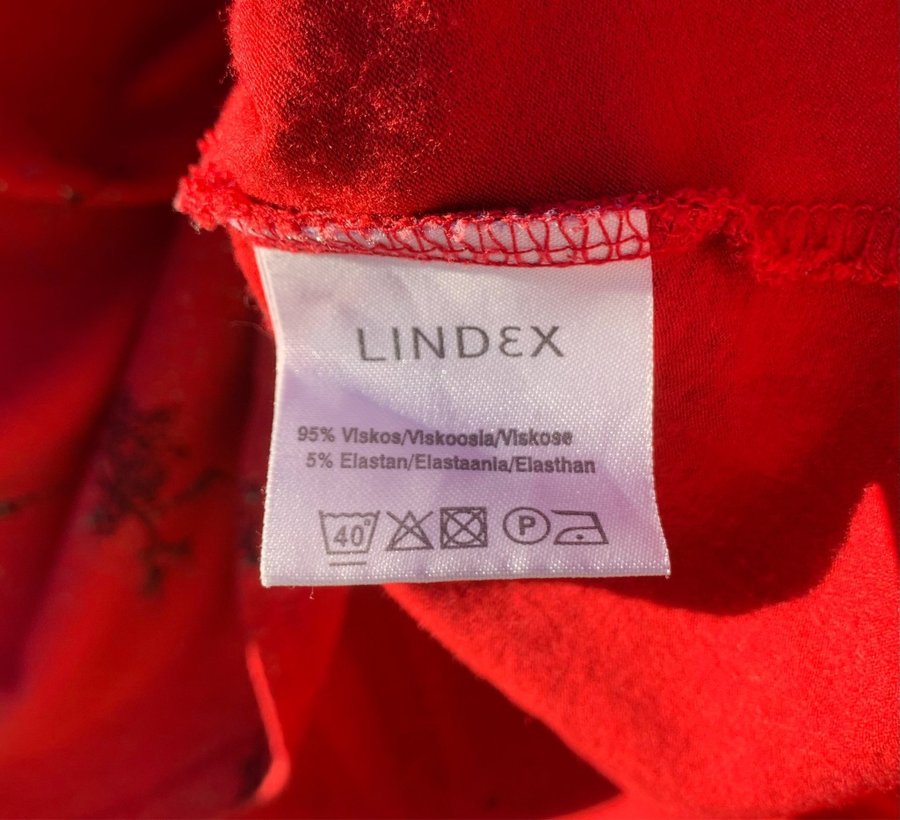 LINDEX
95% Viskos/Viskoosia/Viskose
5% Elastan/Elastaania/Elasthan
40° P